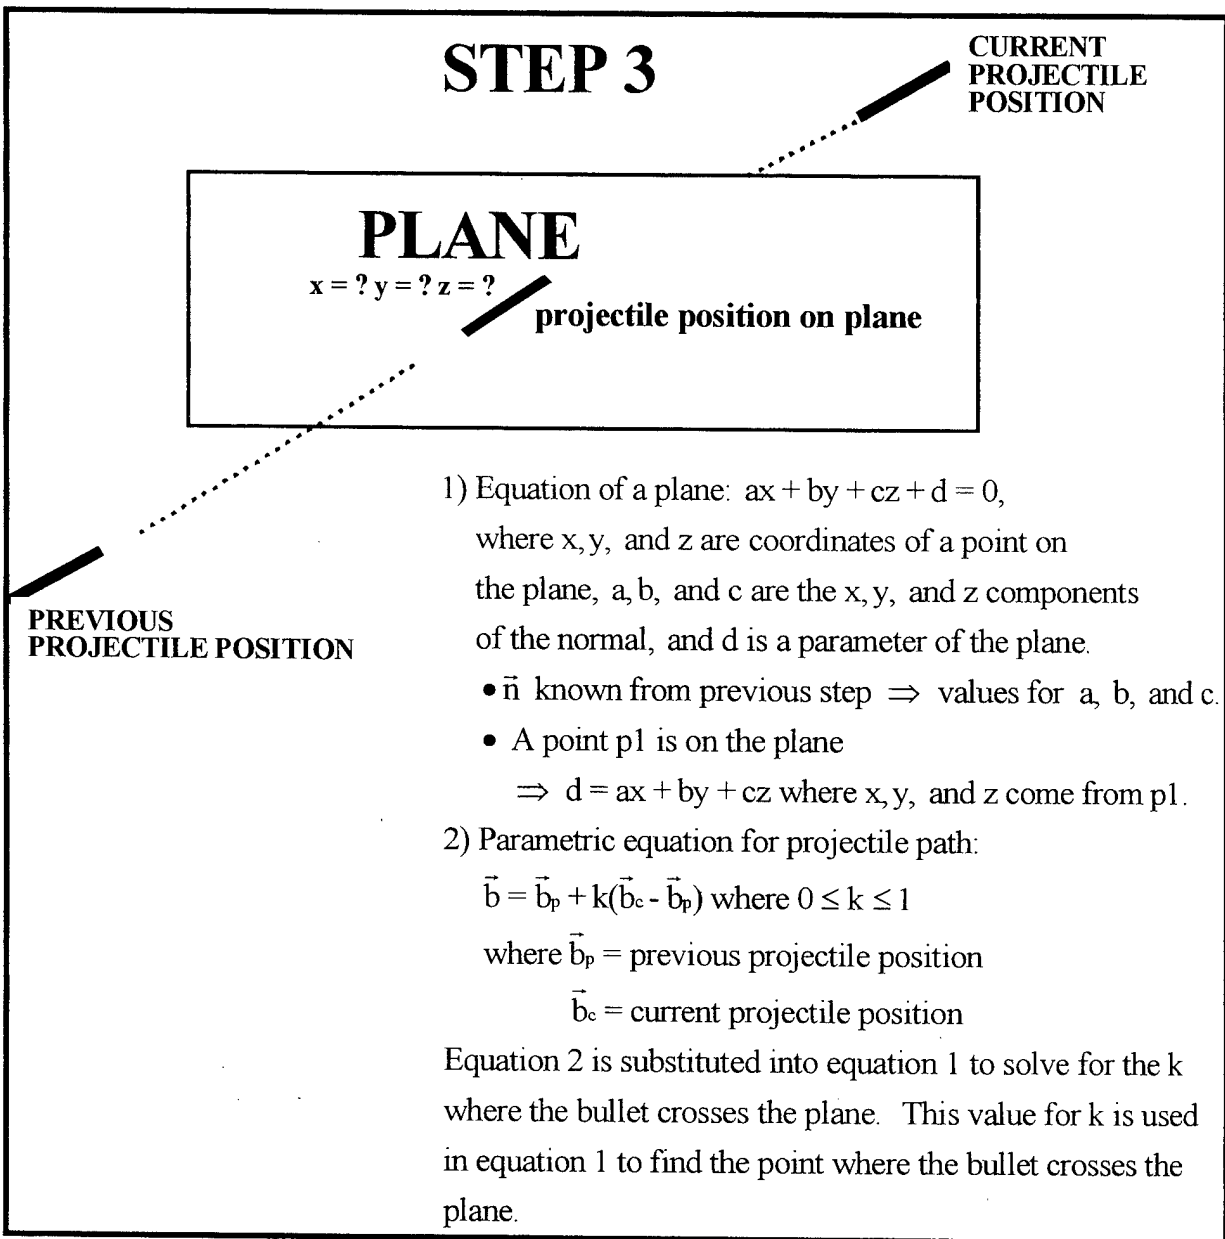 STEP 3
CURRENT
PROJECTILE
POSITION
PLANE
x = ? y = ? z = ?
projectile position on plane
PREVIOUS
PROJECTILE POSITION
1) Equation of a plane: ax + by + cz + d = 0,
where x, y, and z are coordinates of a point on
the plane, a, b, and c are the x, y, and z components
of the normal, and d is a parameter of the plane.
• n⃗ known from previous step ⇒ values for a, b, and c.
• A point p1 is on the plane
⇒ d = ax + by + cz where x, y, and z come from p1.
2) Parametric equation for projectile path:
b⃗ = b⃗p + k(b⃗c - b⃗p) where 0 ≤ k ≤ 1
where b⃗p = previous projectile position
b⃗c = current projectile position
Equation 2 is substituted into equation 1 to solve for the k
where the bullet crosses the plane. This value for k is used
in equation 1 to find the point where the bullet crosses the
plane.